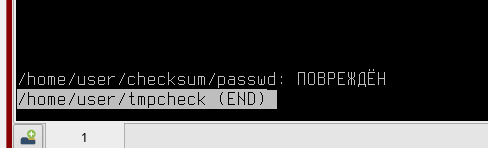 /home/user/checksum/passwd: ПОВРЕЖДЁН
/home/user/tmpcheck (END)
1